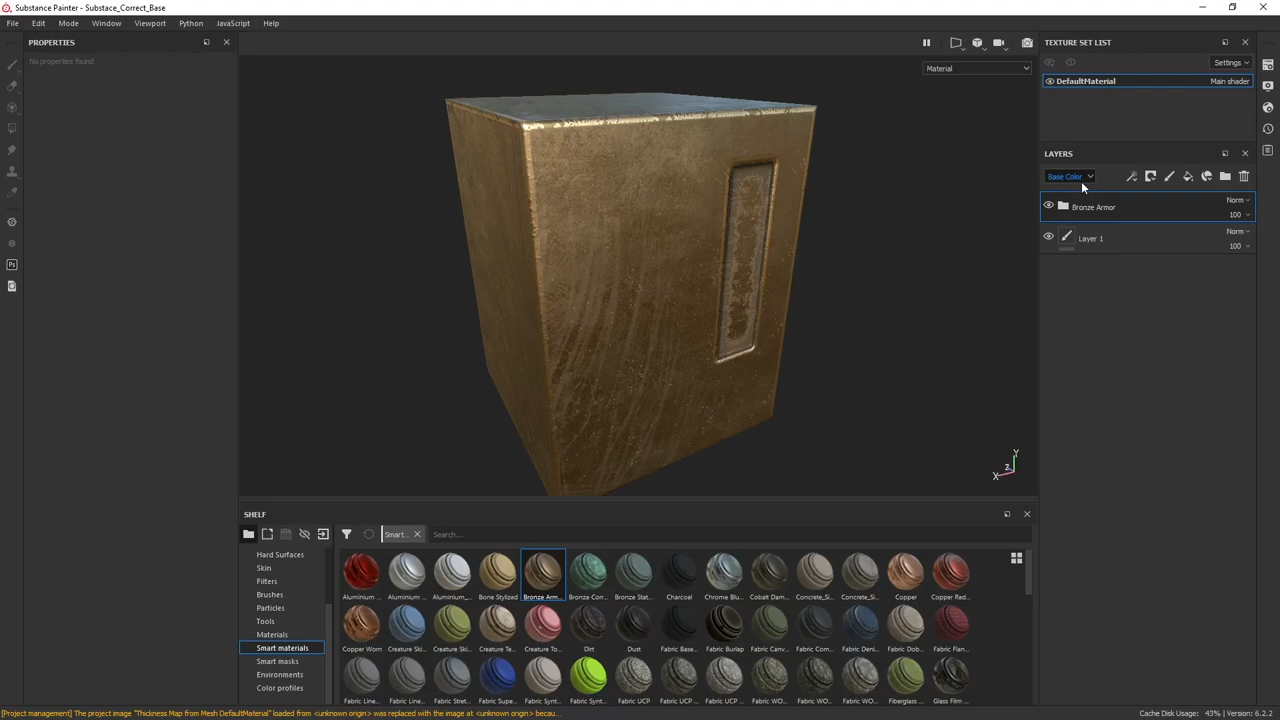 Substance Painter - Substace_Correct_Base
File Edit Mode Window Viewport Python JavaScript Help
PROPERTIES
No properties found
Material
TEXTURE SET LIST
Settings
DefaultMaterial Main shader
LAYERS
Base Color
Bronze Armor Norm
100
Layer 1 Norm
100
Y
Z
X
Ps
SHELF
Smart... Search...
Hard Surfaces
Skin
Filters
Brushes
Particles
Tools
Materials
Smart materials
Smart masks
Environments
Color profiles
Aluminium ... Aluminium ... Aluminium_... Bone Stylized Bronze Arm... Bronze Corr... Bronze Stat... Charcoal Chrome Blu... Cobalt Dam... Concrete_Si... Concrete_Si... Copper Copper Red...
Copper Worn Creature Ski... Creature Ski... Creature Te... Creature To... Dirt Dust Fabric Base... Fabric Burlap Fabric Canv... Fabric Com... Fabric Deni... Fabric Dob... Fabric Flan...
Fabric Line... Fabric Line... Fabric Stret... Fabric Supe... Fabric Synt... Fabric Synt... Fabric UCP Fabric UCP ... Fabric WO... Fabric WO... Fabric WO... Fabric WO... Fiberglass ... Glass Film ...
[Project management] The project image "Thickness Map from Mesh DefaultMaterial" loaded from <unknown origin> was replaced with the image at <unknown origin> becau...
Cache Disk Usage: 43% | Version: 6.2.2